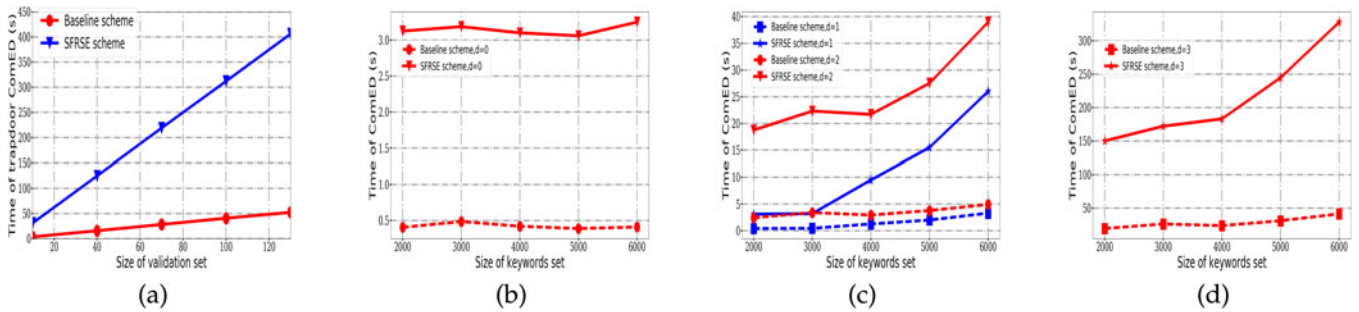 Time of trapdoor ComED (s)
450
400
350
300
250
200
150
100
50
0
20
40
60
80
100
120
Size of validation set
Baseline scheme
SFRSE scheme
(a)
Time of ComED (s)
3.0
2.5
2.0
1.5
1.0
0.5
2000
3000
4000
5000
6000
Size of keywords set
Baseline scheme,d=0
SFRSE scheme,d=0
(b)
Time of ComED (s)
40
35
30
25
20
15
10
5
0
2000
3000
4000
5000
6000
Size of keywords set
Baseline scheme,d=1
SFRSE scheme,d=1
Baseline scheme,d=2
SFRSE scheme,d=2
(c)
Time of ComED (s)
300
250
200
150
100
50
2000
3000
4000
5000
6000
Size of keywords set
Baseline scheme,d=3
SFRSE scheme,d=3
(d)